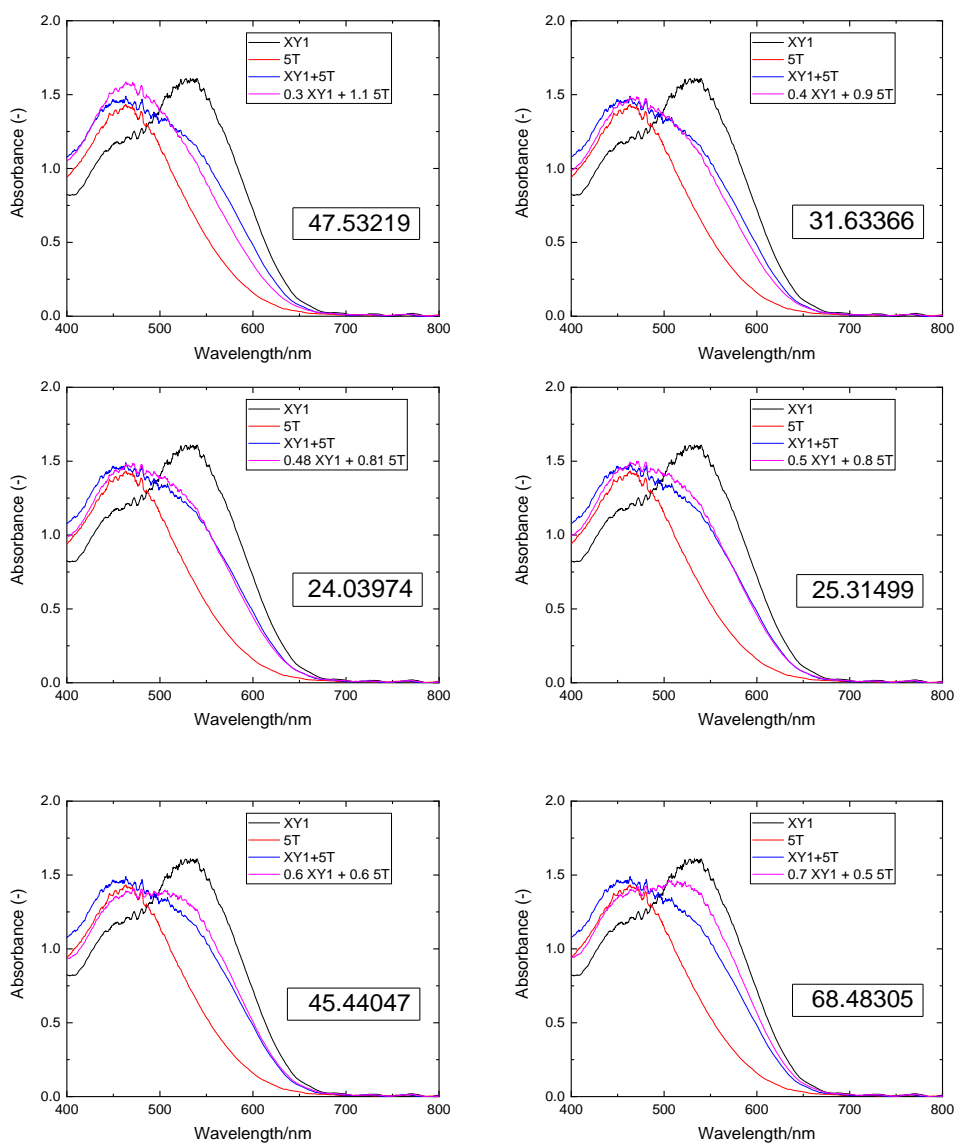 2.0
1.5
1.0
0.5
0.0
Absorbance (-)
XY1
5T
XY1+5T
0.3 XY1 + 1.1 5T
47.53219
400 500 600 700 800
Wavelength/nm
2.0
1.5
1.0
0.5
0.0
Absorbance (-)
XY1
5T
XY1+5T
0.4 XY1 + 0.9 5T
31.63366
400 500 600 700 800
Wavelength/nm
2.0
1.5
1.0
0.5
0.0
Absorbance (-)
XY1
5T
XY1+5T
0.48 XY1 + 0.81 5T
24.03974
400 500 600 700 800
Wavelength/nm
2.0
1.5
1.0
0.5
0.0
Absorbance (-)
XY1
5T
XY1+5T
0.5 XY1 + 0.8 5T
25.31499
400 500 600 700 800
Wavelength/nm
2.0
1.5
1.0
0.5
0.0
Absorbance (-)
XY1
5T
XY1+5T
0.6 XY1 + 0.6 5T
45.44047
400 500 600 700 800
Wavelength/nm
2.0
1.5
1.0
0.5
0.0
Absorbance (-)
XY1
5T
XY1+5T
0.7 XY1 + 0.5 5T
68.48305
400 500 600 700 800
Wavelength/nm